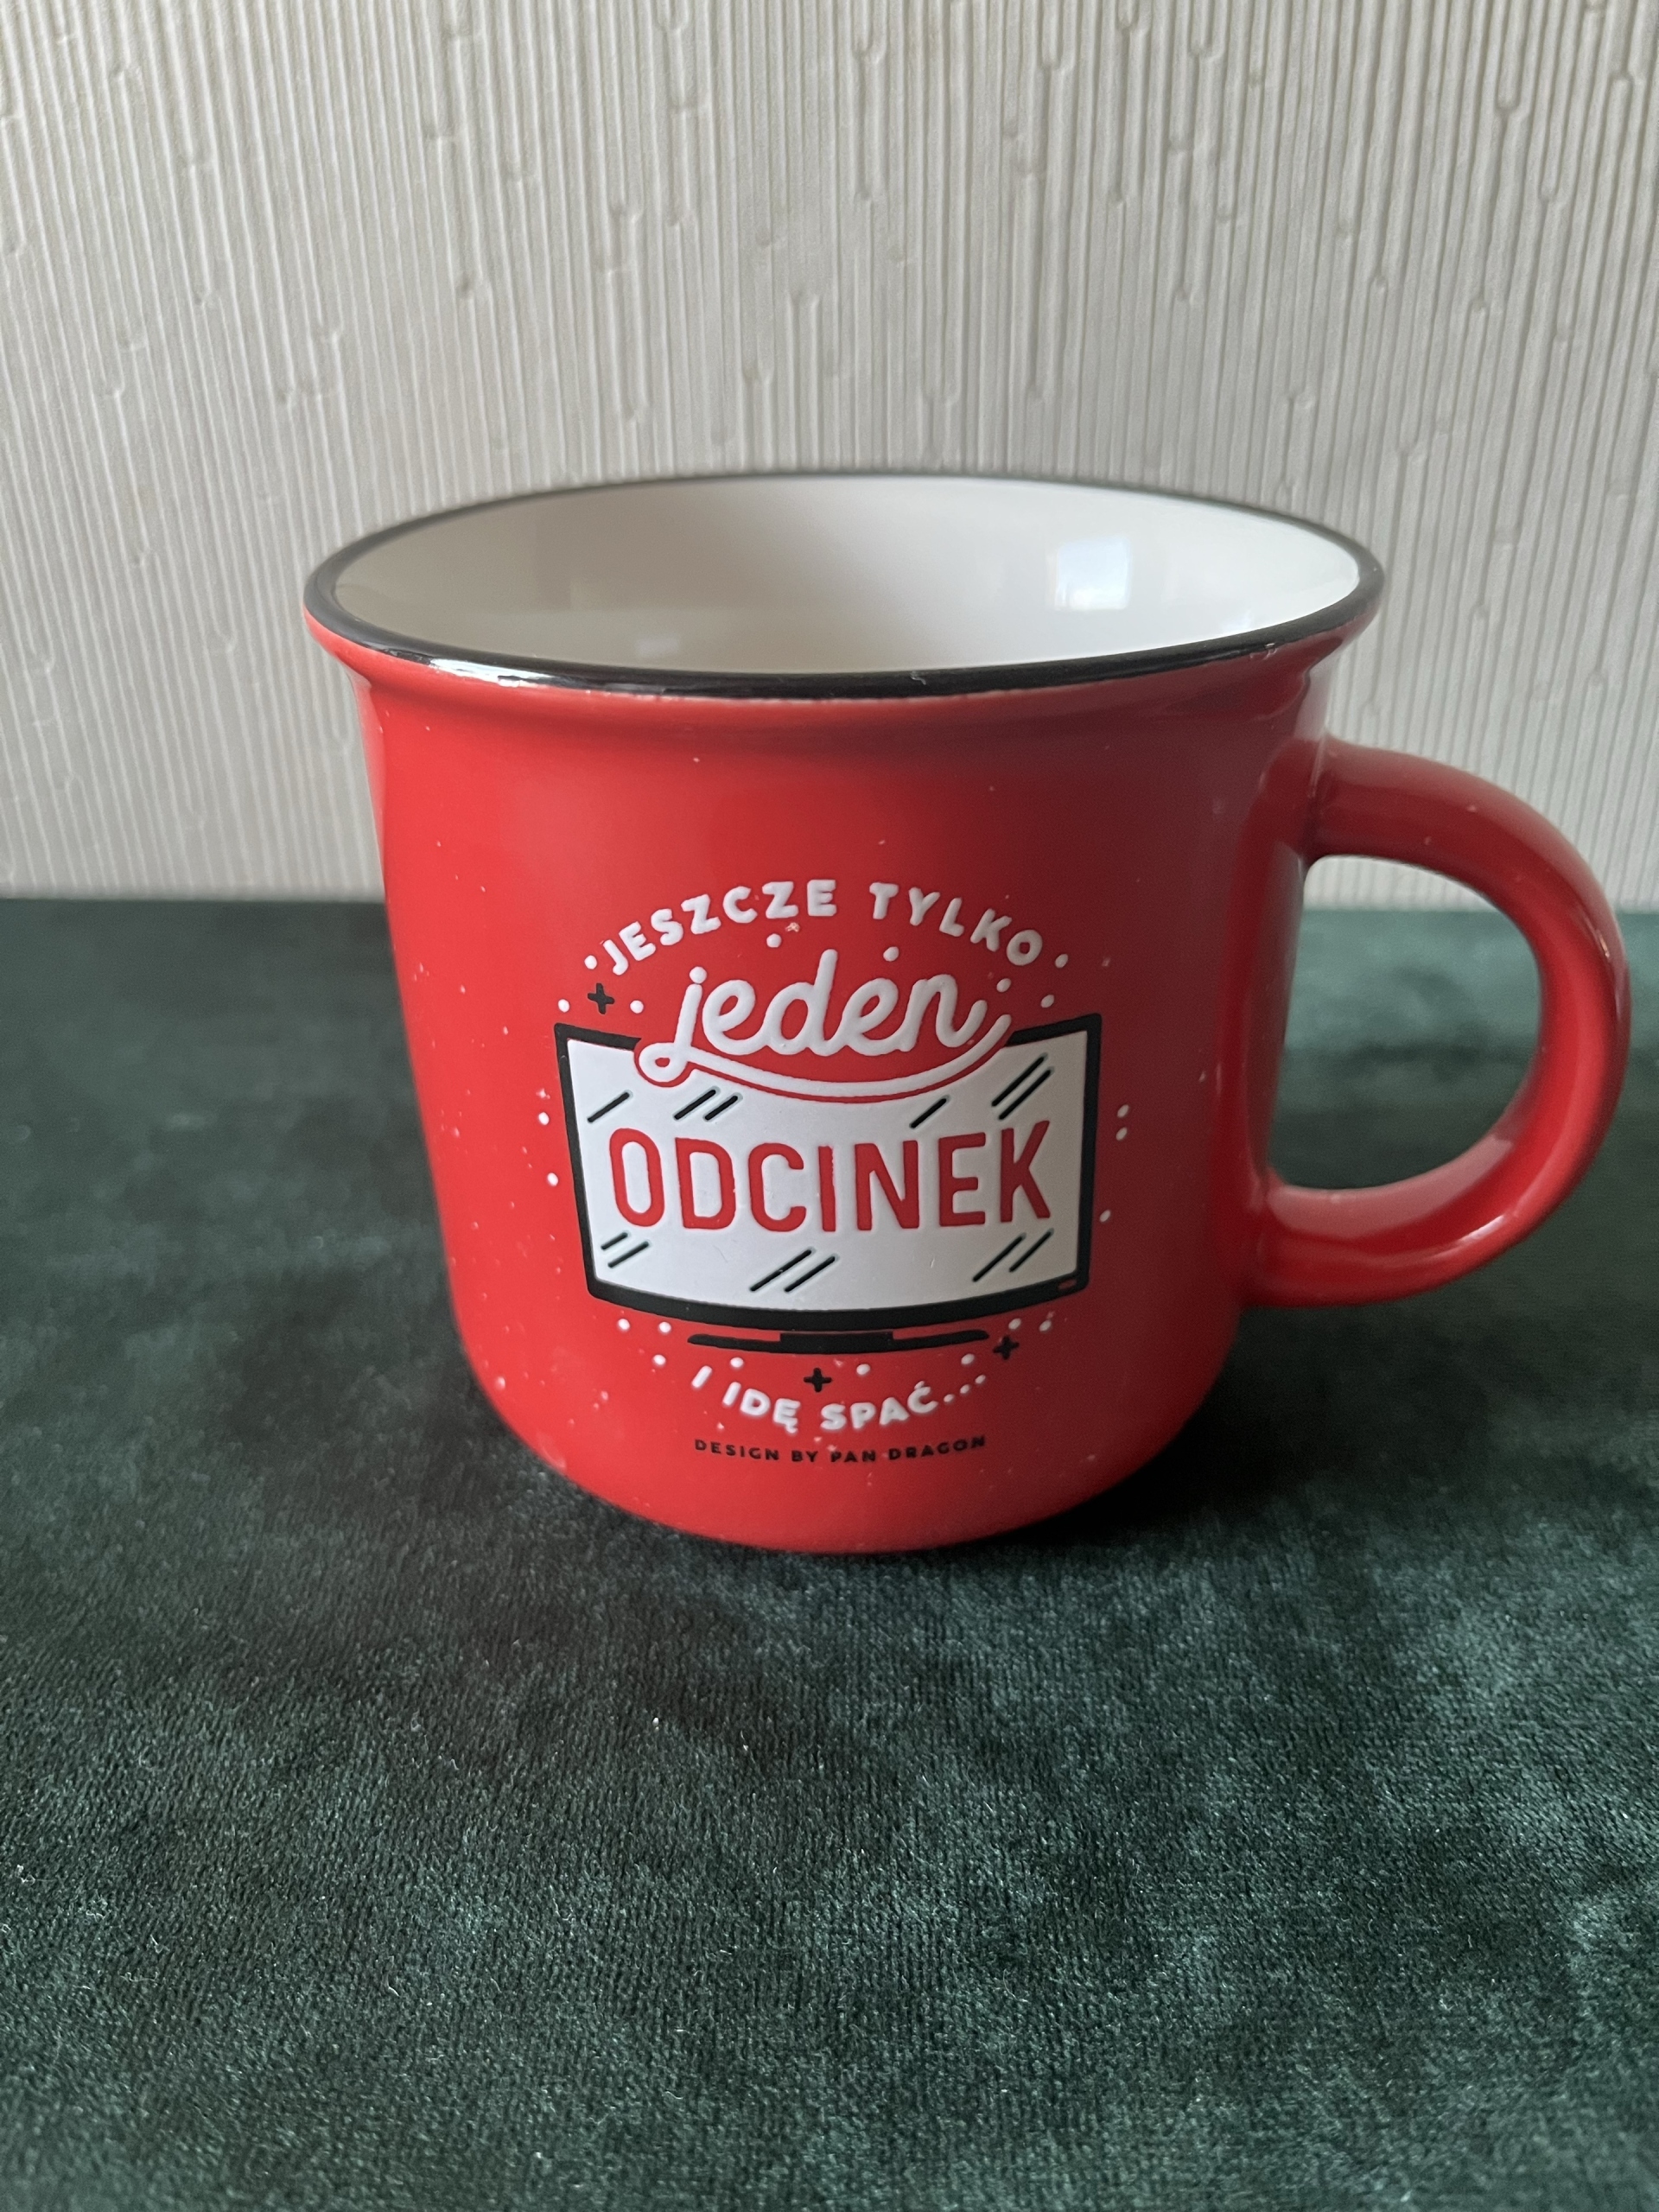 JESZCZE TYLKO
jeden
ODCINEK
I IDĘ SPAĆ...
DESIGN BY PAN DRAGON